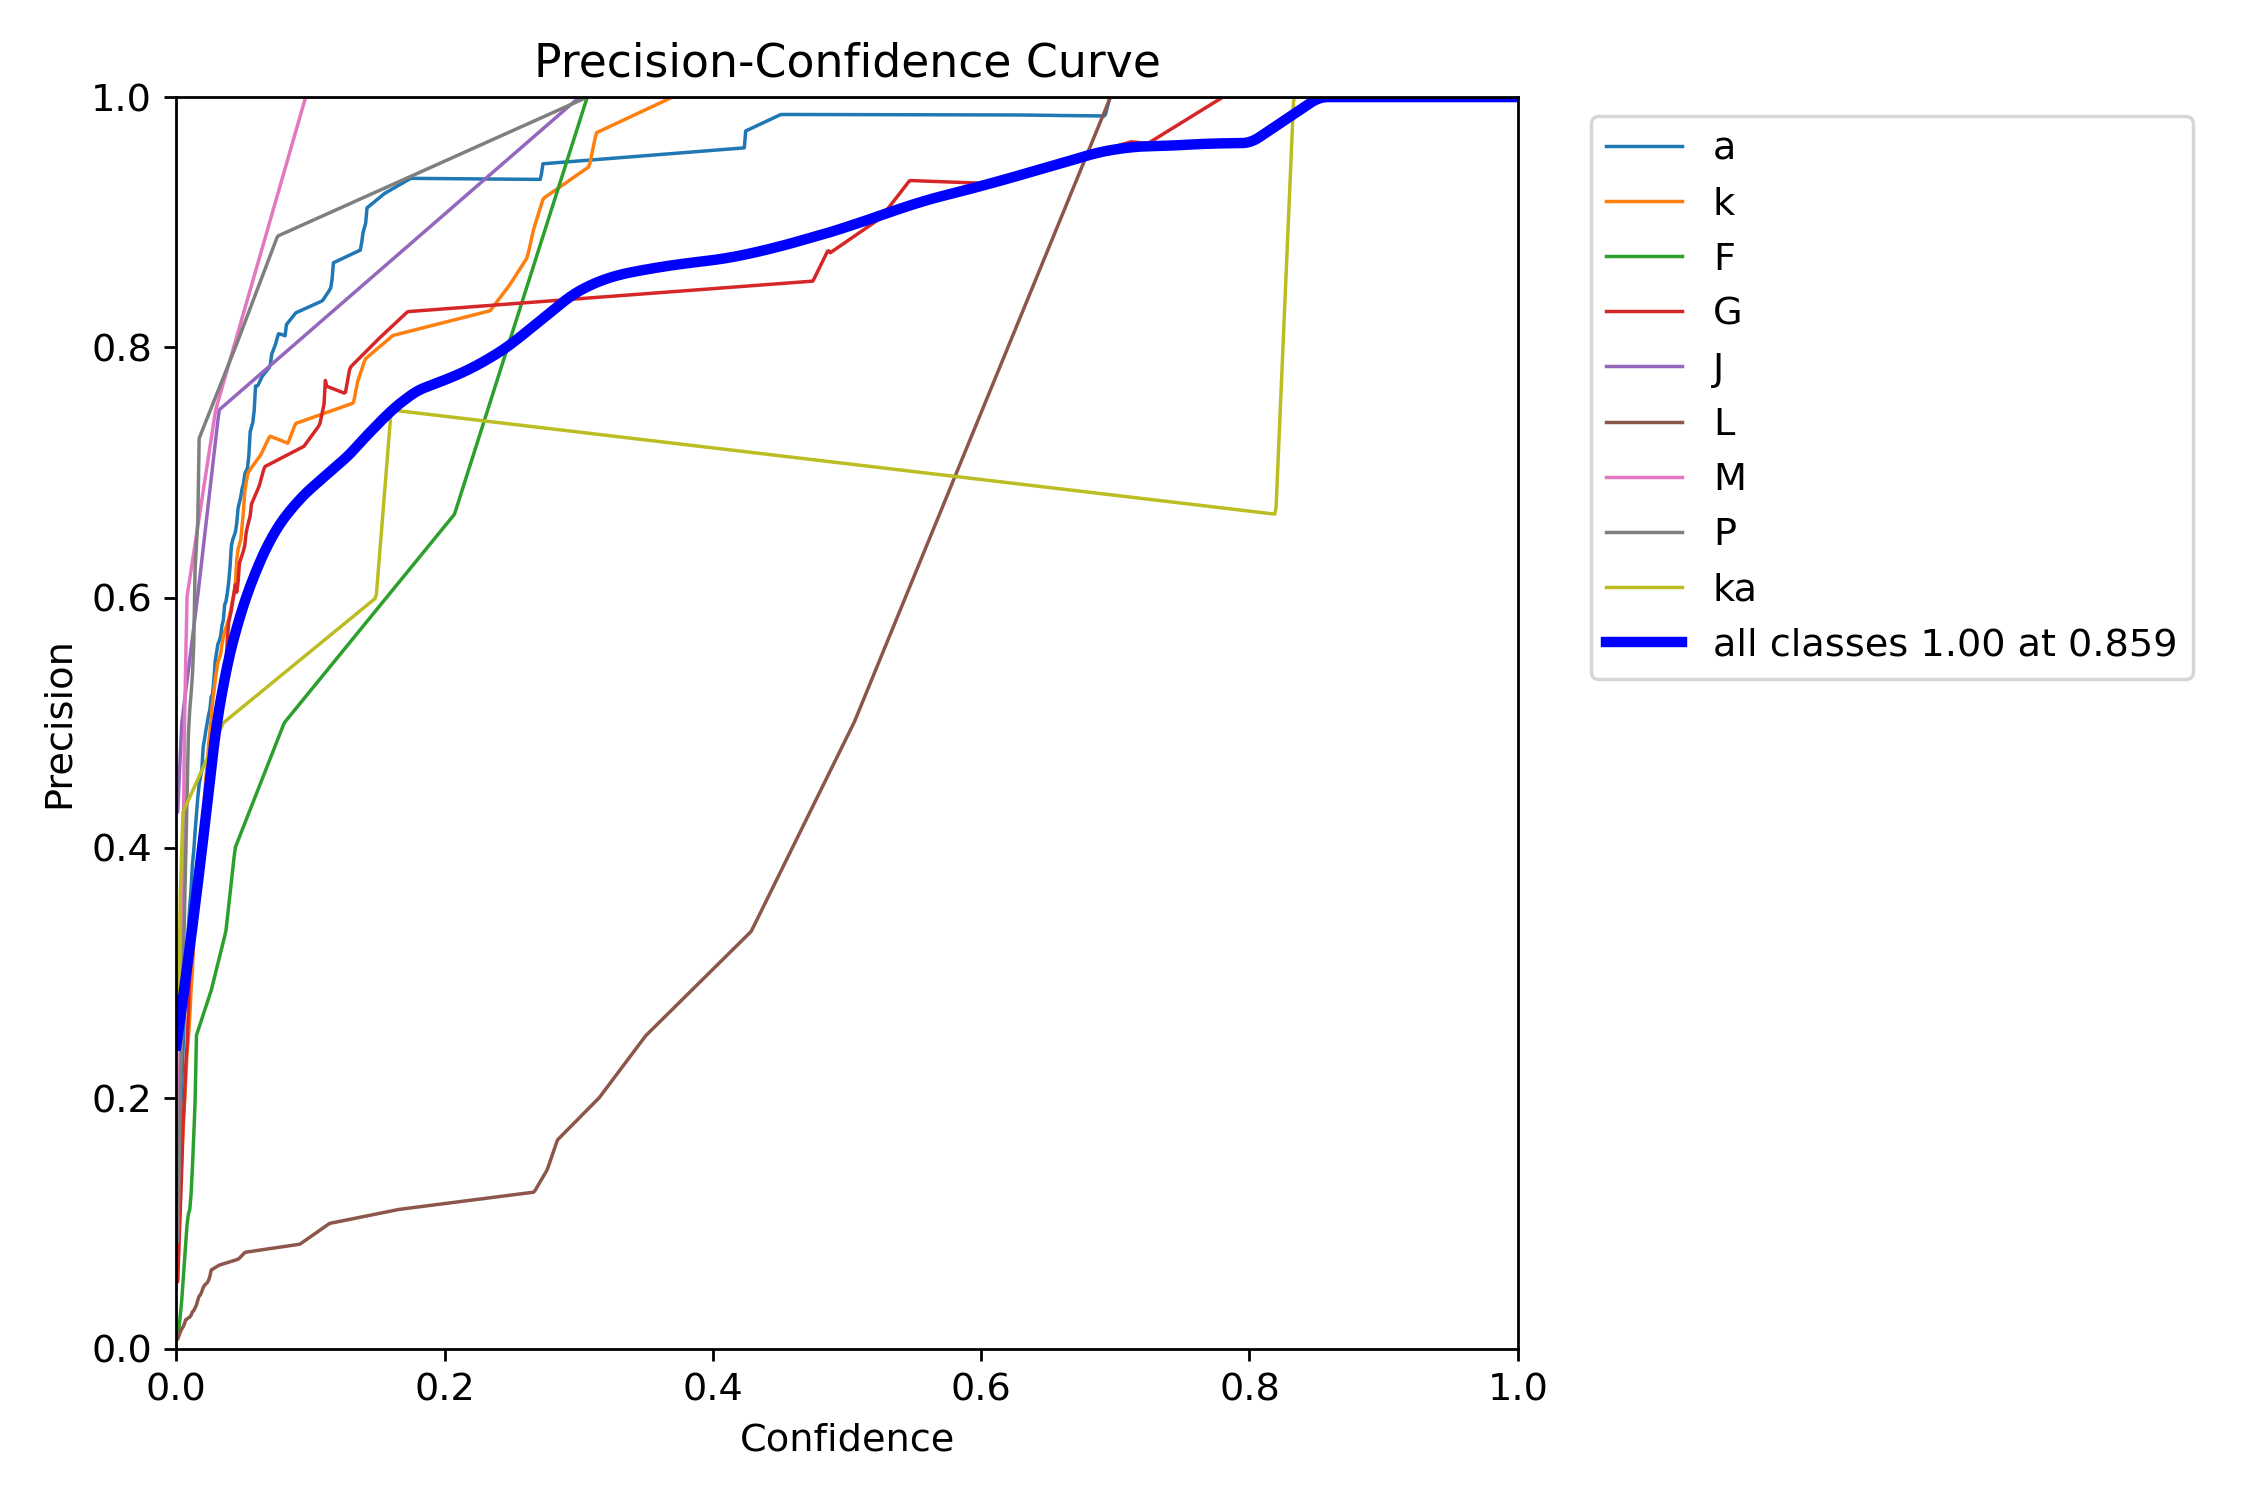 Precision-Confidence Curve
1.0
0.8
0.6
0.4
0.2
0.0
Precision
0.0 0.2 0.4 0.6 0.8 1.0
Confidence
a
k
F
G
J
L
M
P
ka
all classes 1.00 at 0.859